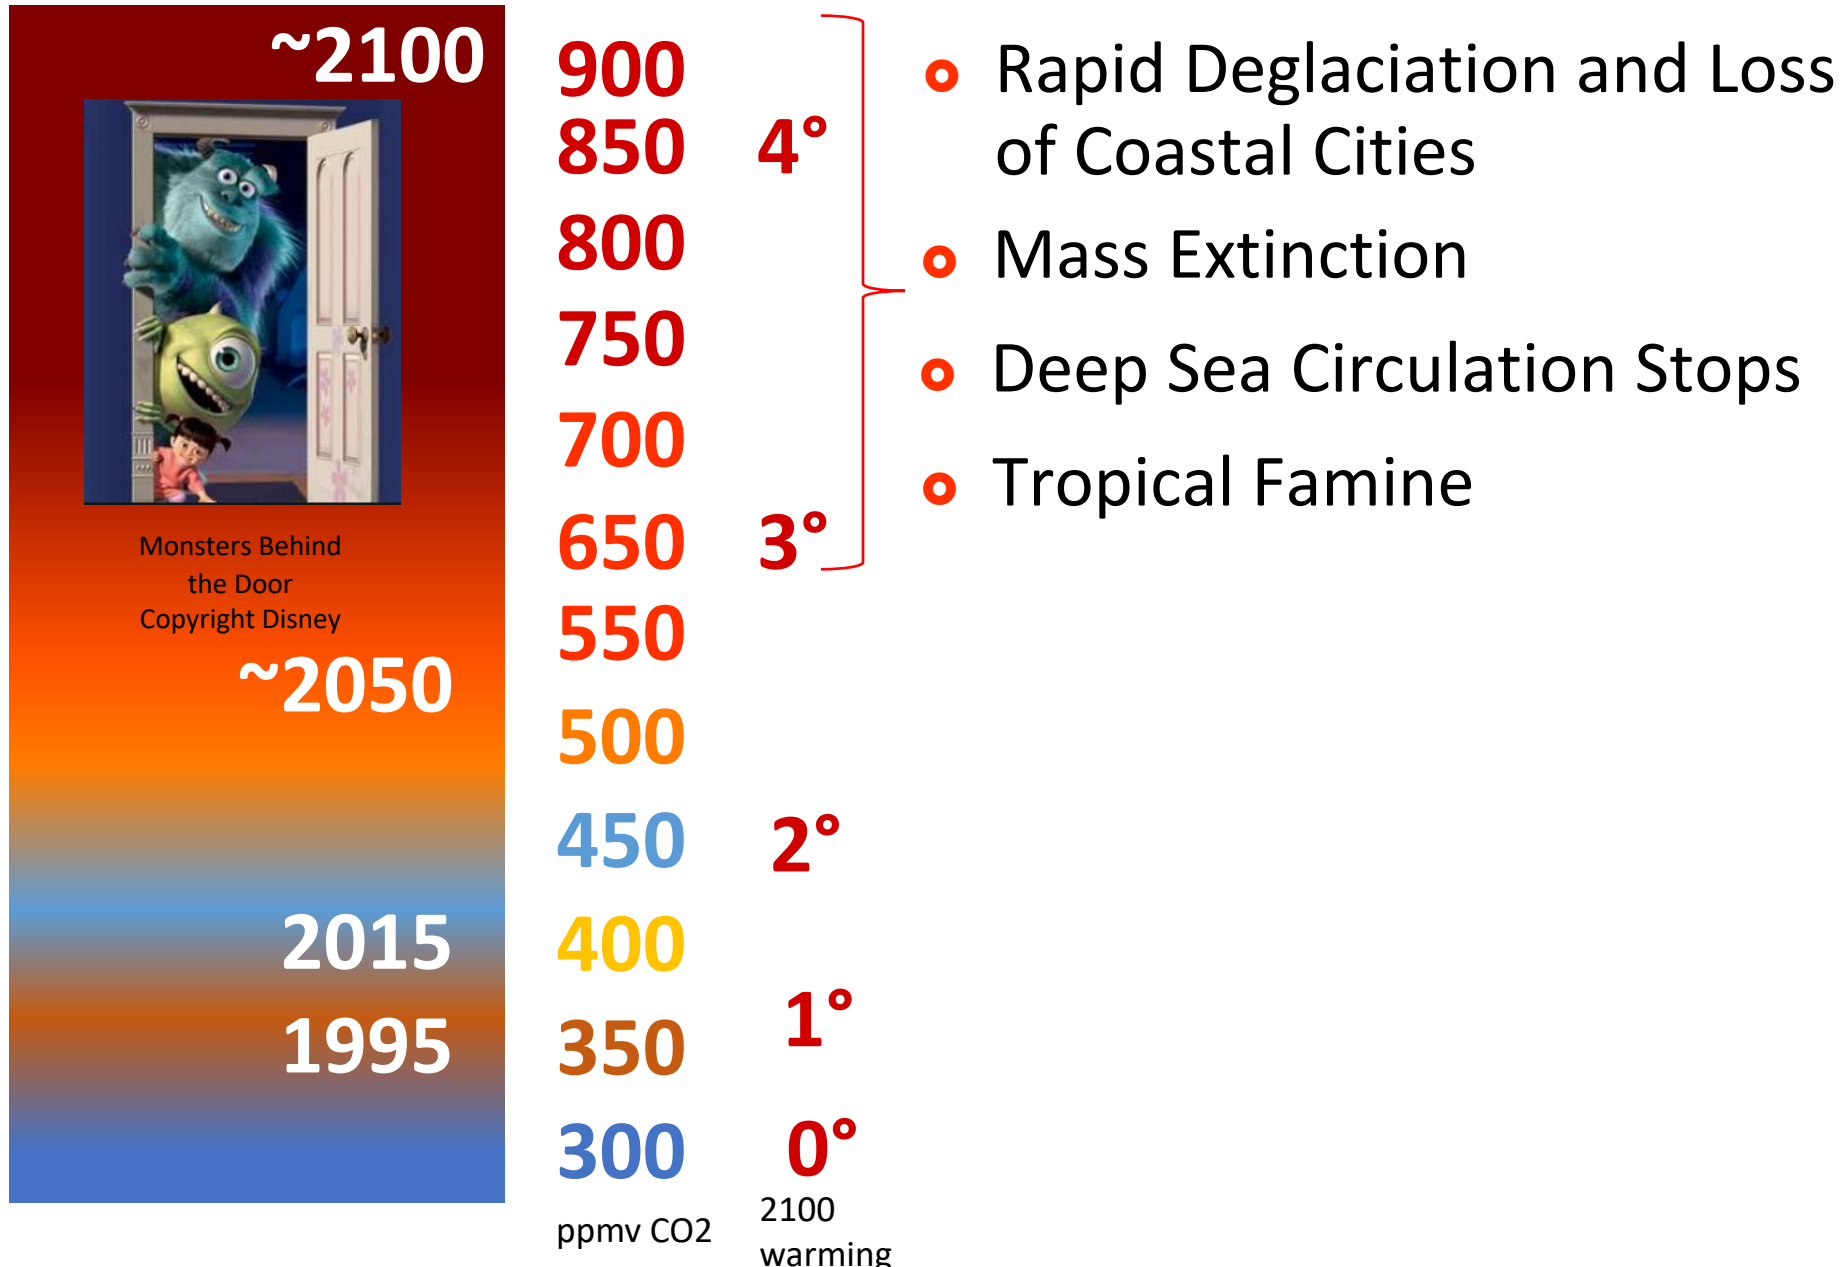 ~2100
Monsters Behind
the Door
Copyright Disney
~2050
2015
1995
900
850
800
750
700
650
550
500
450
400
350
300
ppmv CO2
4°
3°
2°
1°
0°
2100
warming
Rapid Deglaciation and Loss
of Coastal Cities
Mass Extinction
Deep Sea Circulation Stops
Tropical Famine